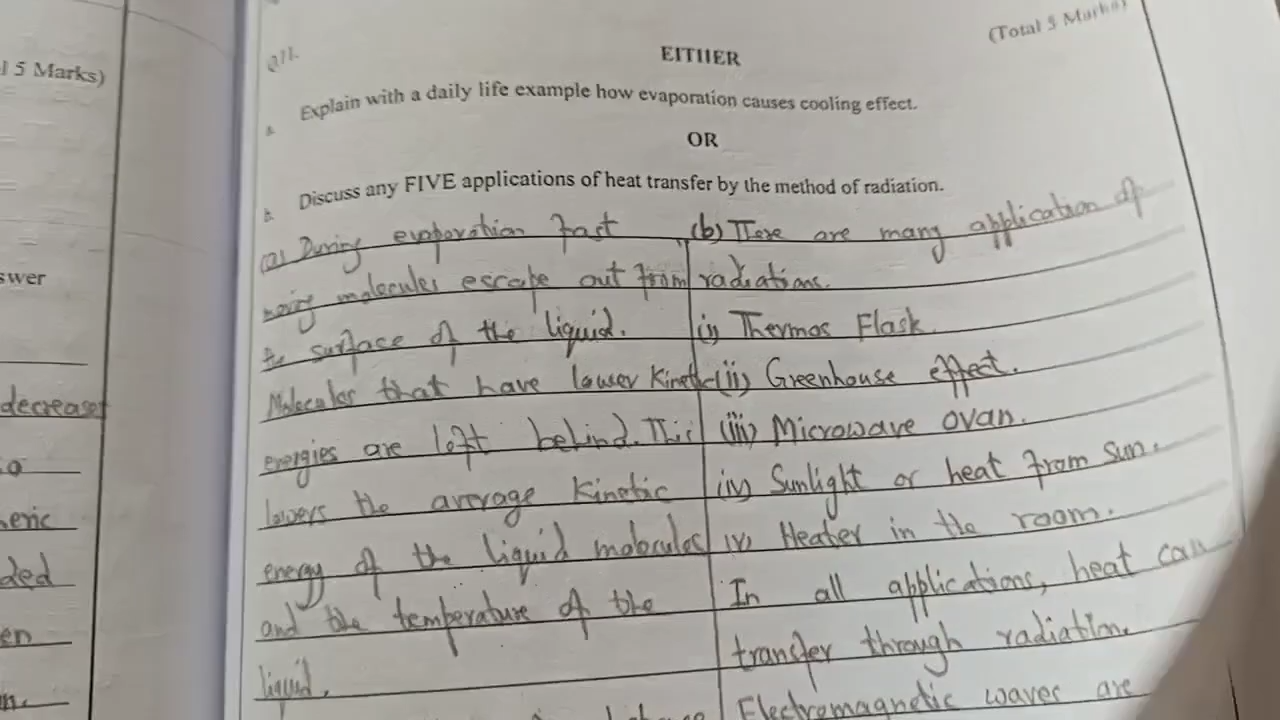 l 5 Marks)
swer
decreases
eric
ded
en
(Total 5 Marks)
Q11.
EITHER
a. Explain with a daily life example how evaporation causes cooling effect.
OR
b. Discuss any FIVE applications of heat transfer by the method of radiation.
(a) During evaporation fast
moving molecules escape out from
the surface of the liquid.
Molecules that have lower Kinetic
energies are left behind. This
lowers the average Kinetic
energy of the liquid molecules
and the temperature of the
liquid.
(b) There are many application of
radiations.
(i) Thermos Flask.
(ii) Greenhouse effect.
(iii) Microwave ovan.
(iv) Sunlight or heat from sun.
(v) Heater in the room.
In all applications, heat can
transfer through radiation.
Electromagnetic waves are